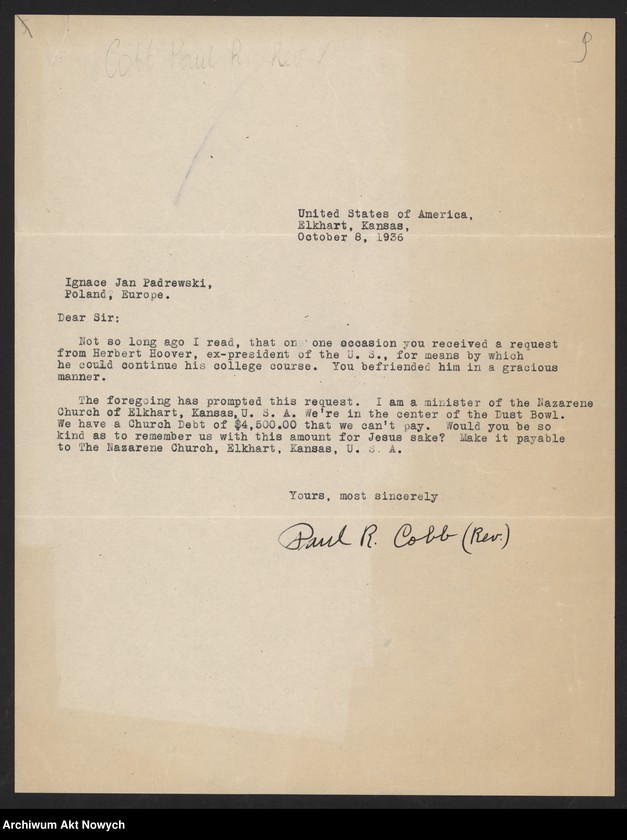 Cobb Paul R. Rev.
9
United States of America,
Elkhart, Kansas,
October 8, 1936
Ignace Jan Padrewski,
Poland, Europe.
Dear Sir:
Not so long ago I read, that on one occasion you received a request
from Herbert Hoover, ex-president of the U. S., for means by which
he could continue his college course. You befriended him in a gracious
manner.
The foregoing has prompted this request. I am a minister of the Nazarene
Church of Elkhart, Kansas, U. S. A. We're in the center of the Dust Bowl.
We have a Church Debt of $4,500.00 that we can't pay. Would you be so
kind as to remember us with this amount for Jesus sake? Make it payable
to The Nazarene Church, Elkhart, Kansas, U. S. A.
Yours, most sincerely
Paul R. Cobb (Rev.)
Archiwum Akt Nowych